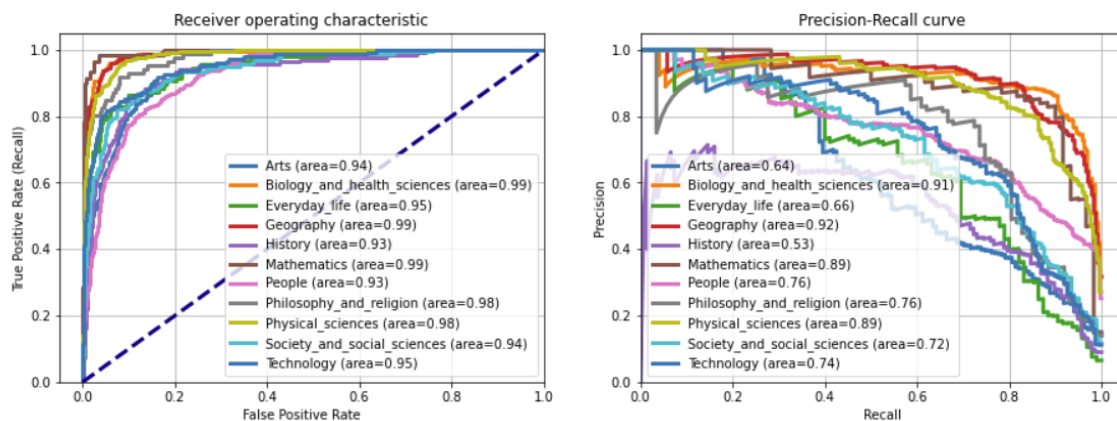 Receiver operating characteristic
True Positive Rate (Recall)
1.0
0.8
0.6
0.4
0.2
0.0
Arts (area=0.94)
Biology_and_health_sciences (area=0.99)
Everyday_life (area=0.95)
Geography (area=0.99)
History (area=0.93)
Mathematics (area=0.99)
People (area=0.93)
Philosophy_and_religion (area=0.98)
Physical_sciences (area=0.98)
Society_and_social_sciences (area=0.94)
Technology (area=0.95)
0.0 0.2 0.4 0.6 0.8 1.0
False Positive Rate
Precision-Recall curve
Precision
1.0
0.8
0.6
0.4
0.2
0.0
Arts (area=0.64)
Biology_and_health_sciences (area=0.91)
Everyday_life (area=0.66)
Geography (area=0.92)
History (area=0.53)
Mathematics (area=0.89)
People (area=0.76)
Philosophy_and_religion (area=0.76)
Physical_sciences (area=0.89)
Society_and_social_sciences (area=0.72)
Technology (area=0.74)
0.0 0.2 0.4 0.6 0.8 1.0
Recall